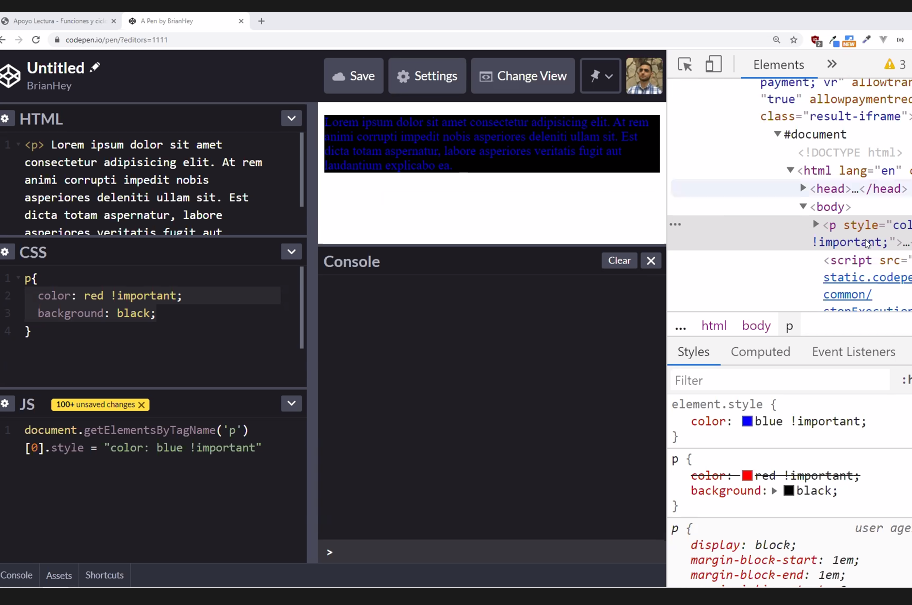 Apoyo Lectura - Funciones y cicl
A Pen by BrianHey
codepen.io/pen/?editors=1111
Untitled
BrianHey
Save
Settings
Change View
HTML
1 <p> Lorem ipsum dolor sit amet
consectetur adipisicing elit. At rem
animi corrupti impedit nobis
asperiores deleniti ullam sit. Est
dicta totam aspernatur, labore
asperiores veritatis fugit aut
CSS
1 p{
2 color: red !important;
3 background: black;
4 }
JS
100+ unsaved changes X
1 document.getElementsByTagName('p')
[0].style = "color: blue !important"
Console
Assets
Shortcuts
Lorem ipsum dolor sit amet consectetur adipisicing elit. At rem
animi corrupti impedit nobis asperiores deleniti ullam sit. Est
dicta totam aspernatur, labore asperiores veritatis fugit aut
laudantium explicabo ea.
Console
Clear
>
Elements
3
payment; vr" allowtran
"true" allowpaymentrec
class="result-iframe">
#document
<!DOCTYPE html>
<html lang="en" c
<head>…</head>
<body>
<p style="col
!important;">…
<script src="
static.codepe
common/
stopExecution
... html body p
Styles
Computed
Event Listeners
Filter
:h
element.style {
color: blue !important;
}
p {
color: red !important;
background: black;
}
p {
user age
display: block;
margin-block-start: 1em;
margin-block-end: 1em;